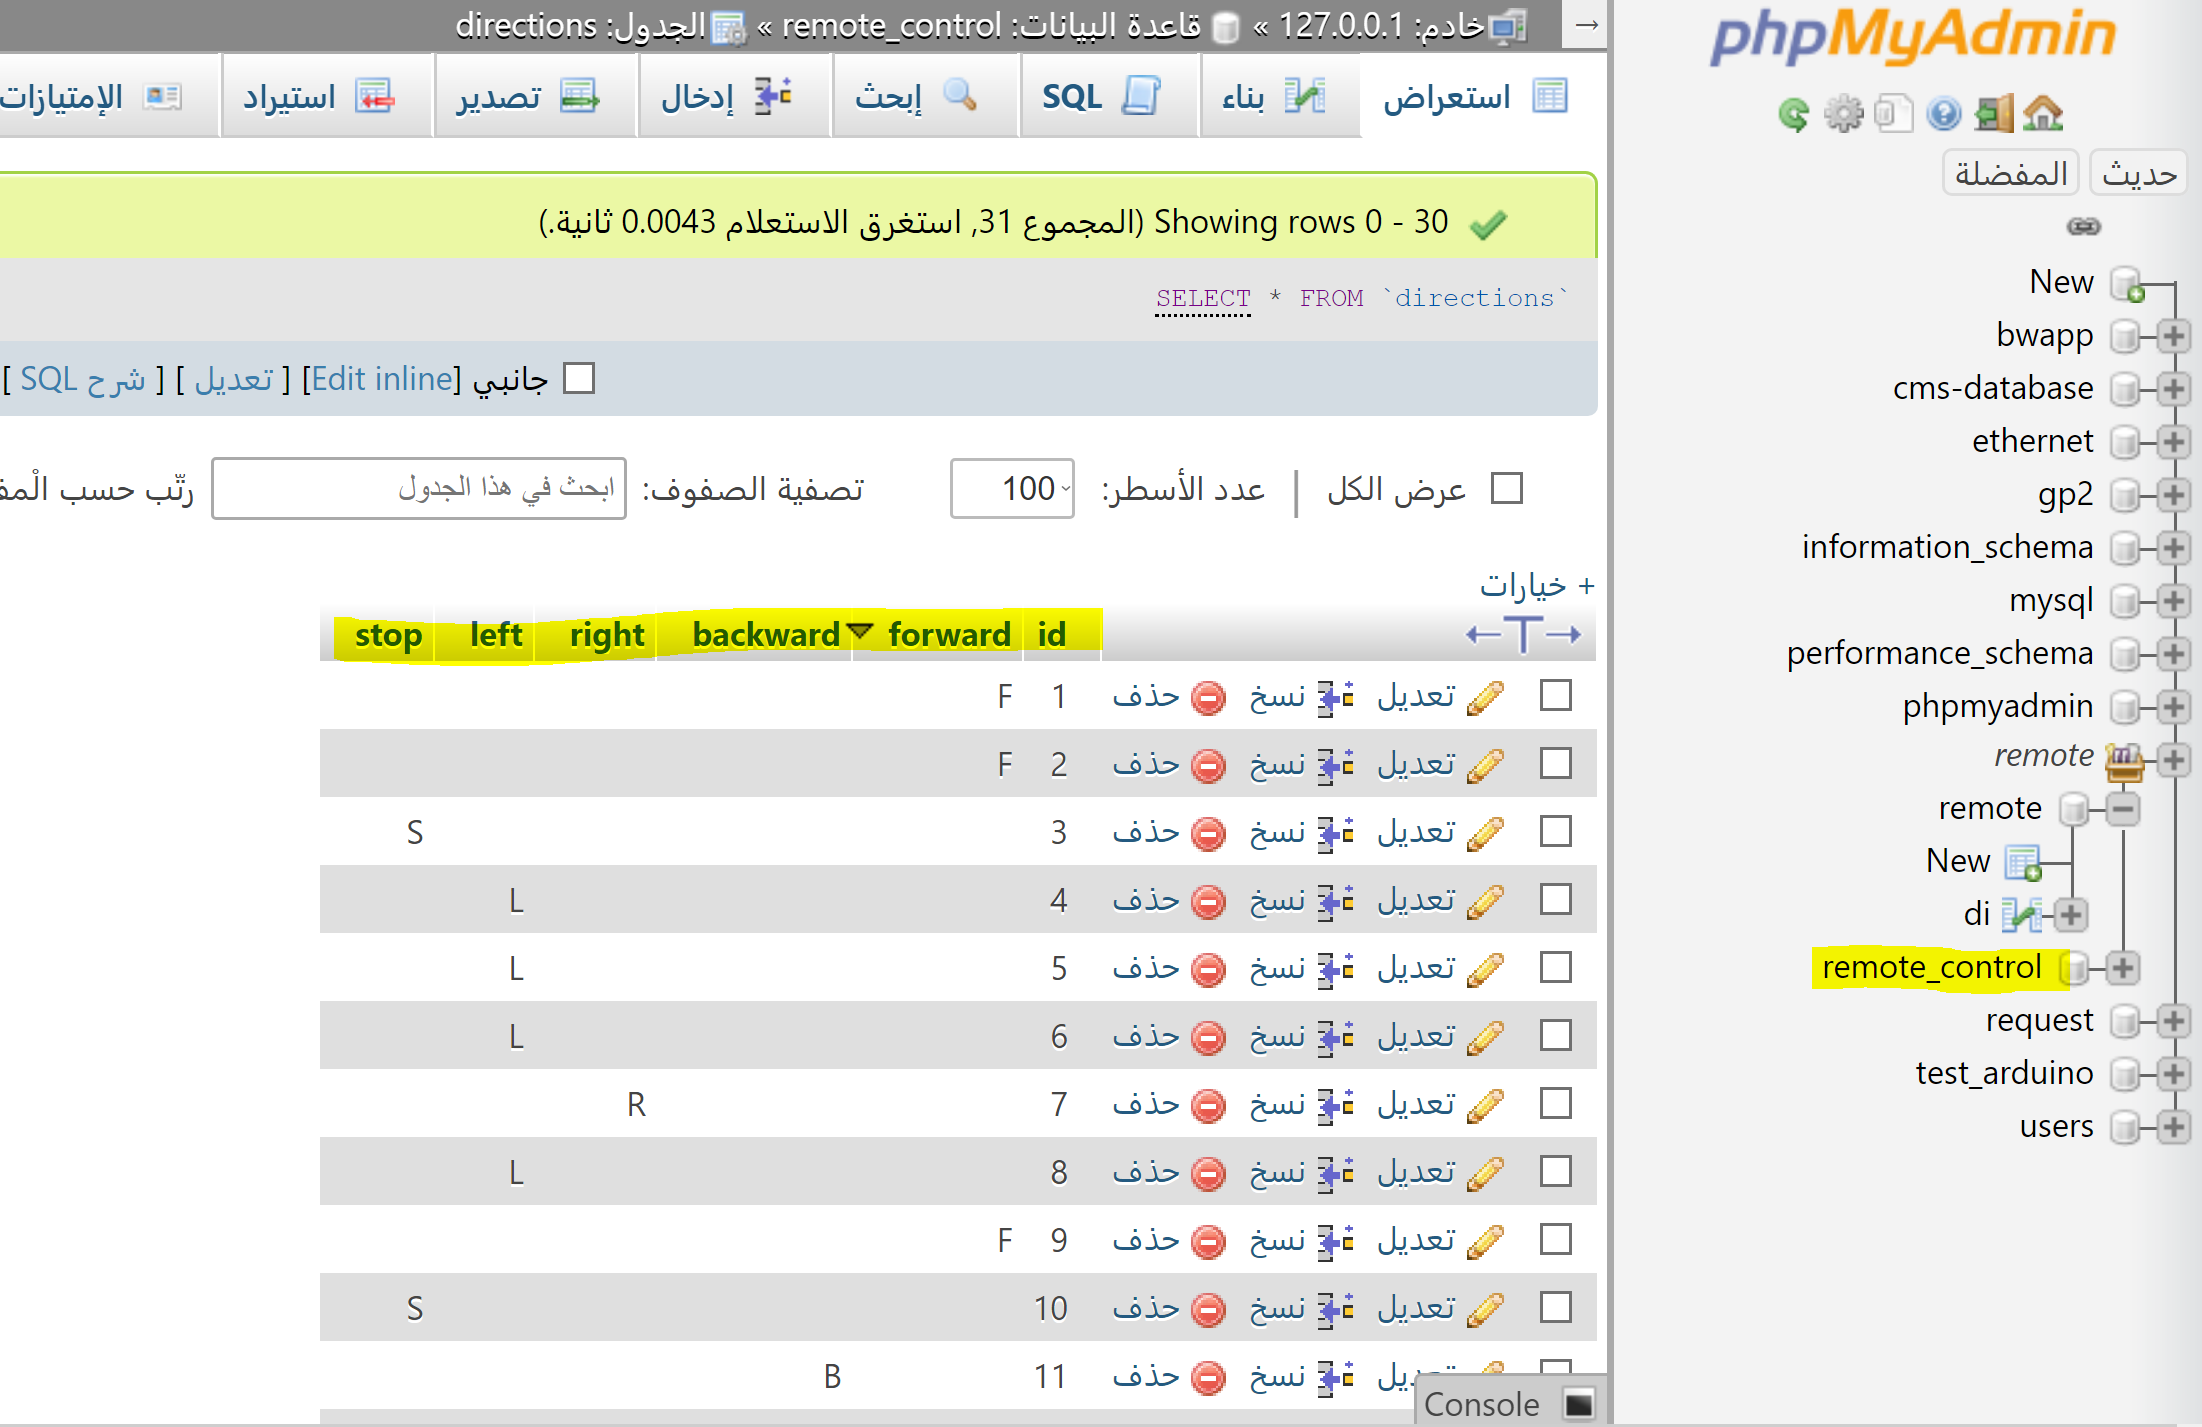 phpMyAdmin
حديث المفضلة
New
bwapp
cms-database
ethernet
gp2
information_schema
mysql
performance_schema
phpmyadmin
remote
remote
New
di
remote_control
request
test_arduino
users
→
خادم: 127.0.0.1 » قاعدة البيانات: remote_control » الجدول: directions
استعراض بناء SQL إبحث إدخال تصدير استيراد الإمتيازات
Showing rows 0 - 30 (المجموع 31, استغرق الاستعلام 0.0043 ثانية.)
SELECT * FROM `directions`
جانبي [Edit inline] [ تعديل ] [ شرح SQL ]
عرض الكل | عدد الأسطر: 100 تصفية الصفوف: ابحث في هذا الجدول رتّب حسب
+ خيارات
←T→ id forward backward right left stop
تعديل نسخ حذف 1 F
تعديل نسخ حذف 2 F
تعديل نسخ حذف 3 S
تعديل نسخ حذف 4 L
تعديل نسخ حذف 5 L
تعديل نسخ حذف 6 L
تعديل نسخ حذف 7 R
تعديل نسخ حذف 8 L
تعديل نسخ حذف 9 F
تعديل نسخ حذف 10 S
تعديل نسخ حذف 11 B
Console